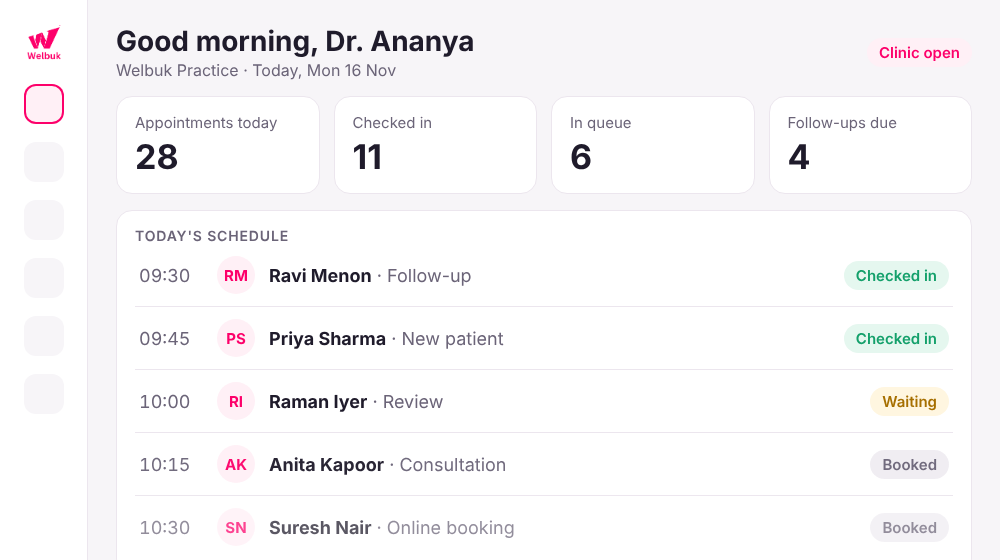 Welbuk
Good morning, Dr. Ananya
Welbuk Practice · Today, Mon 16 Nov
Clinic open
Appointments today
28
Checked in
11
In queue
6
Follow-ups due
4
TODAY'S SCHEDULE
09:30 RM Ravi Menon · Follow-up Checked in
09:45 PS Priya Sharma · New patient Checked in
10:00 RI Raman Iyer · Review Waiting
10:15 AK Anita Kapoor · Consultation Booked
10:30 SN Suresh Nair · Online booking Booked